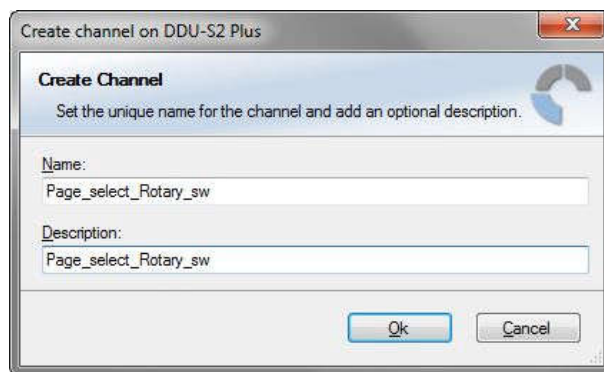 Create channel on DDU-S2 Plus
Create Channel
Set the unique name for the channel and add an optional description.
Name:
Page_select_Rotary_sw
Description:
Page_select_Rotary_sw
Ok
Cancel